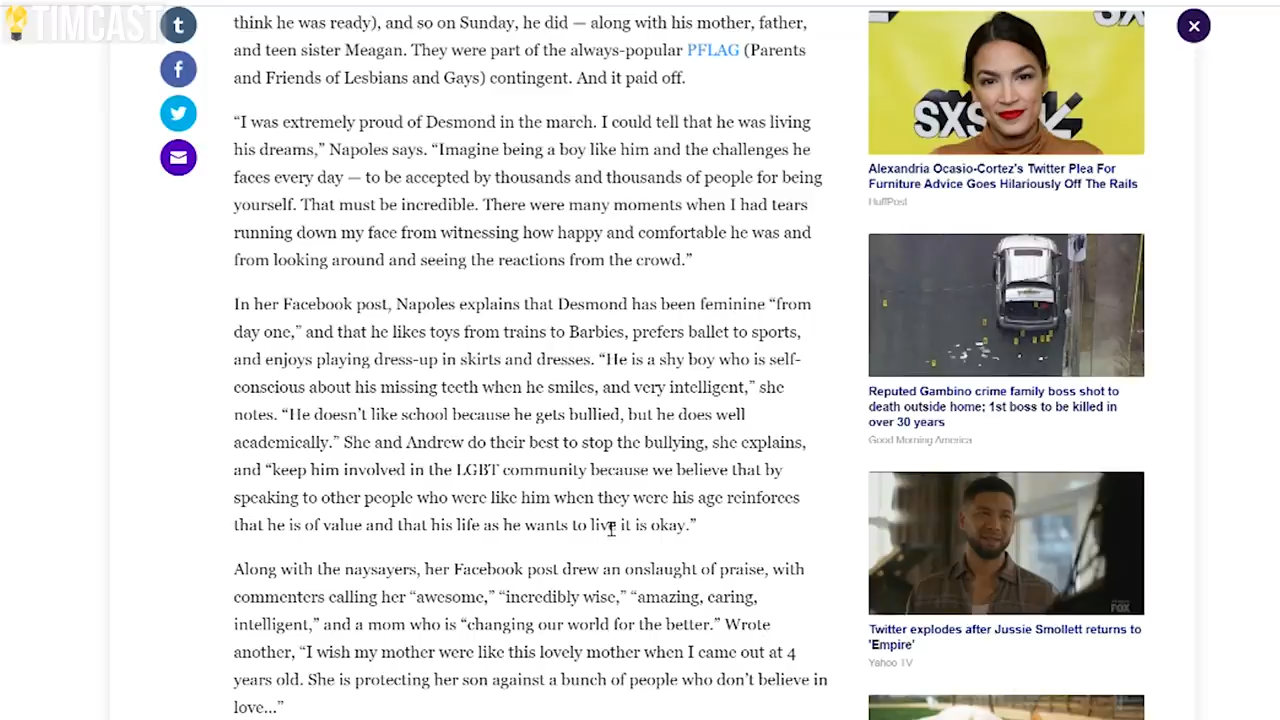 TIMCAST
think he was ready), and so on Sunday, he did — along with his mother, father,
and teen sister Meagan. They were part of the always-popular PFLAG (Parents
and Friends of Lesbians and Gays) contingent. And it paid off.
“I was extremely proud of Desmond in the march. I could tell that he was living
his dreams,” Napoles says. “Imagine being a boy like him and the challenges he
faces every day — to be accepted by thousands and thousands of people for being
yourself. That must be incredible. There were many moments when I had tears
running down my face from witnessing how happy and comfortable he was and
from looking around and seeing the reactions from the crowd.”
In her Facebook post, Napoles explains that Desmond has been feminine “from
day one,” and that he likes toys from trains to Barbies, prefers ballet to sports,
and enjoys playing dress-up in skirts and dresses. “He is a shy boy who is self-
conscious about his missing teeth when he smiles, and very intelligent,” she
notes. “He doesn’t like school because he gets bullied, but he does well
academically.” She and Andrew do their best to stop the bullying, she explains,
and “keep him involved in the LGBT community because we believe that by
speaking to other people who were like him when they were his age reinforces
that he is of value and that his life as he wants to live it is okay.”
Along with the naysayers, her Facebook post drew an onslaught of praise, with
commenters calling her “awesome,” “incredibly wise,” “amazing, caring,
intelligent,” and a mom who is “changing our world for the better.” Wrote
another, “I wish my mother were like this lovely mother when I came out at 4
years old. She is protecting her son against a bunch of people who don’t believe in
love...”
SX
SXS
Alexandria Ocasio-Cortez's Twitter Plea For
Furniture Advice Goes Hilariously Off The Rails
HuffPost
Reputed Gambino crime family boss shot to
death outside home; 1st boss to be killed in
over 30 years
Good Morning America
FOX
Twitter explodes after Jussie Smollett returns to
'Empire'
Yahoo TV